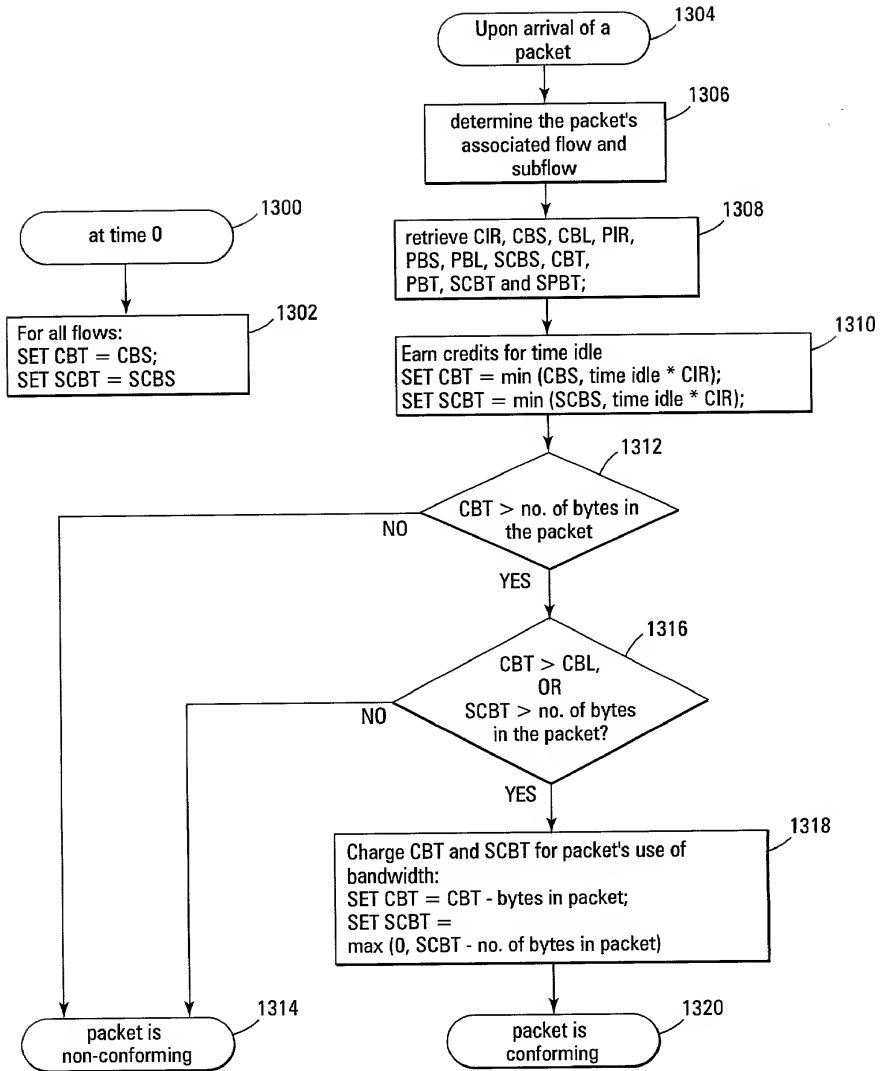 Upon arrival of a
packet
1304
determine the packet's
associated flow and
subflow
1306
at time 0
1300
retrieve CIR, CBS, CBL, PIR,
PBS, PBL, SCBS, CBT,
PBT, SCBT and SPBT;
1308
For all flows:
SET CBT = CBS;
SET SCBT = SCBS
1302
Earn credits for time idle
SET CBT = min (CBS, time idle * CIR);
SET SCBT = min (SCBS, time idle * CIR);
1310
1312
CBT > no. of bytes in
the packet
NO
YES
1316
CBT > CBL,
OR
SCBT > no. of bytes
in the packet?
NO
YES
Charge CBT and SCBT for packet's use of
bandwidth:
SET CBT = CBT - bytes in packet;
SET SCBT =
max (0, SCBT - no. of bytes in packet)
1318
packet is
non-conforming
1314
packet is
conforming
1320